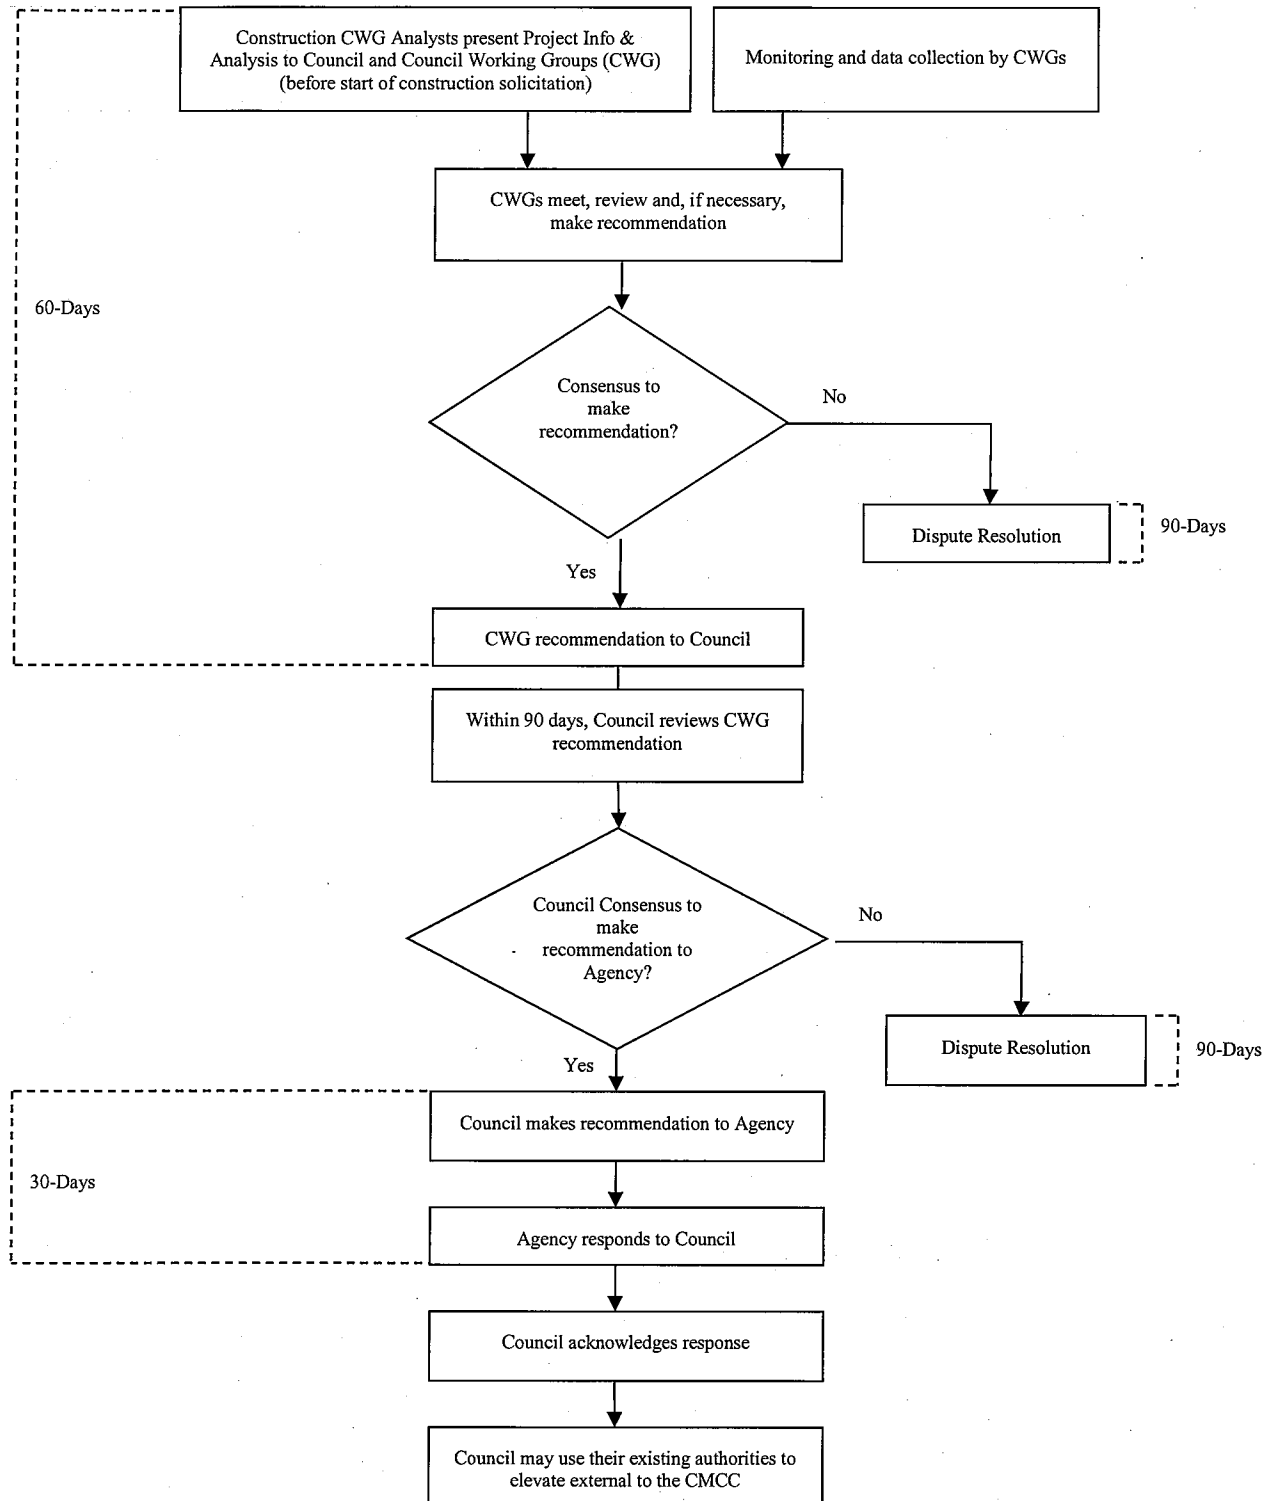 Construction CWG Analysts present Project Info &
Analysis to Council and Council Working Groups (CWG)
(before start of construction solicitation)
Monitoring and data collection by CWGs
CWGs meet, review and, if necessary,
make recommendation
60-Days
Consensus to
make
recommendation?
No
Dispute Resolution
90-Days
Yes
CWG recommendation to Council
Within 90 days, Council reviews CWG
recommendation
Council Consensus to
make
recommendation to
Agency?
No
Dispute Resolution
90-Days
Yes
Council makes recommendation to Agency
30-Days
Agency responds to Council
Council acknowledges response
Council may use their existing authorities to
elevate external to the CMCC